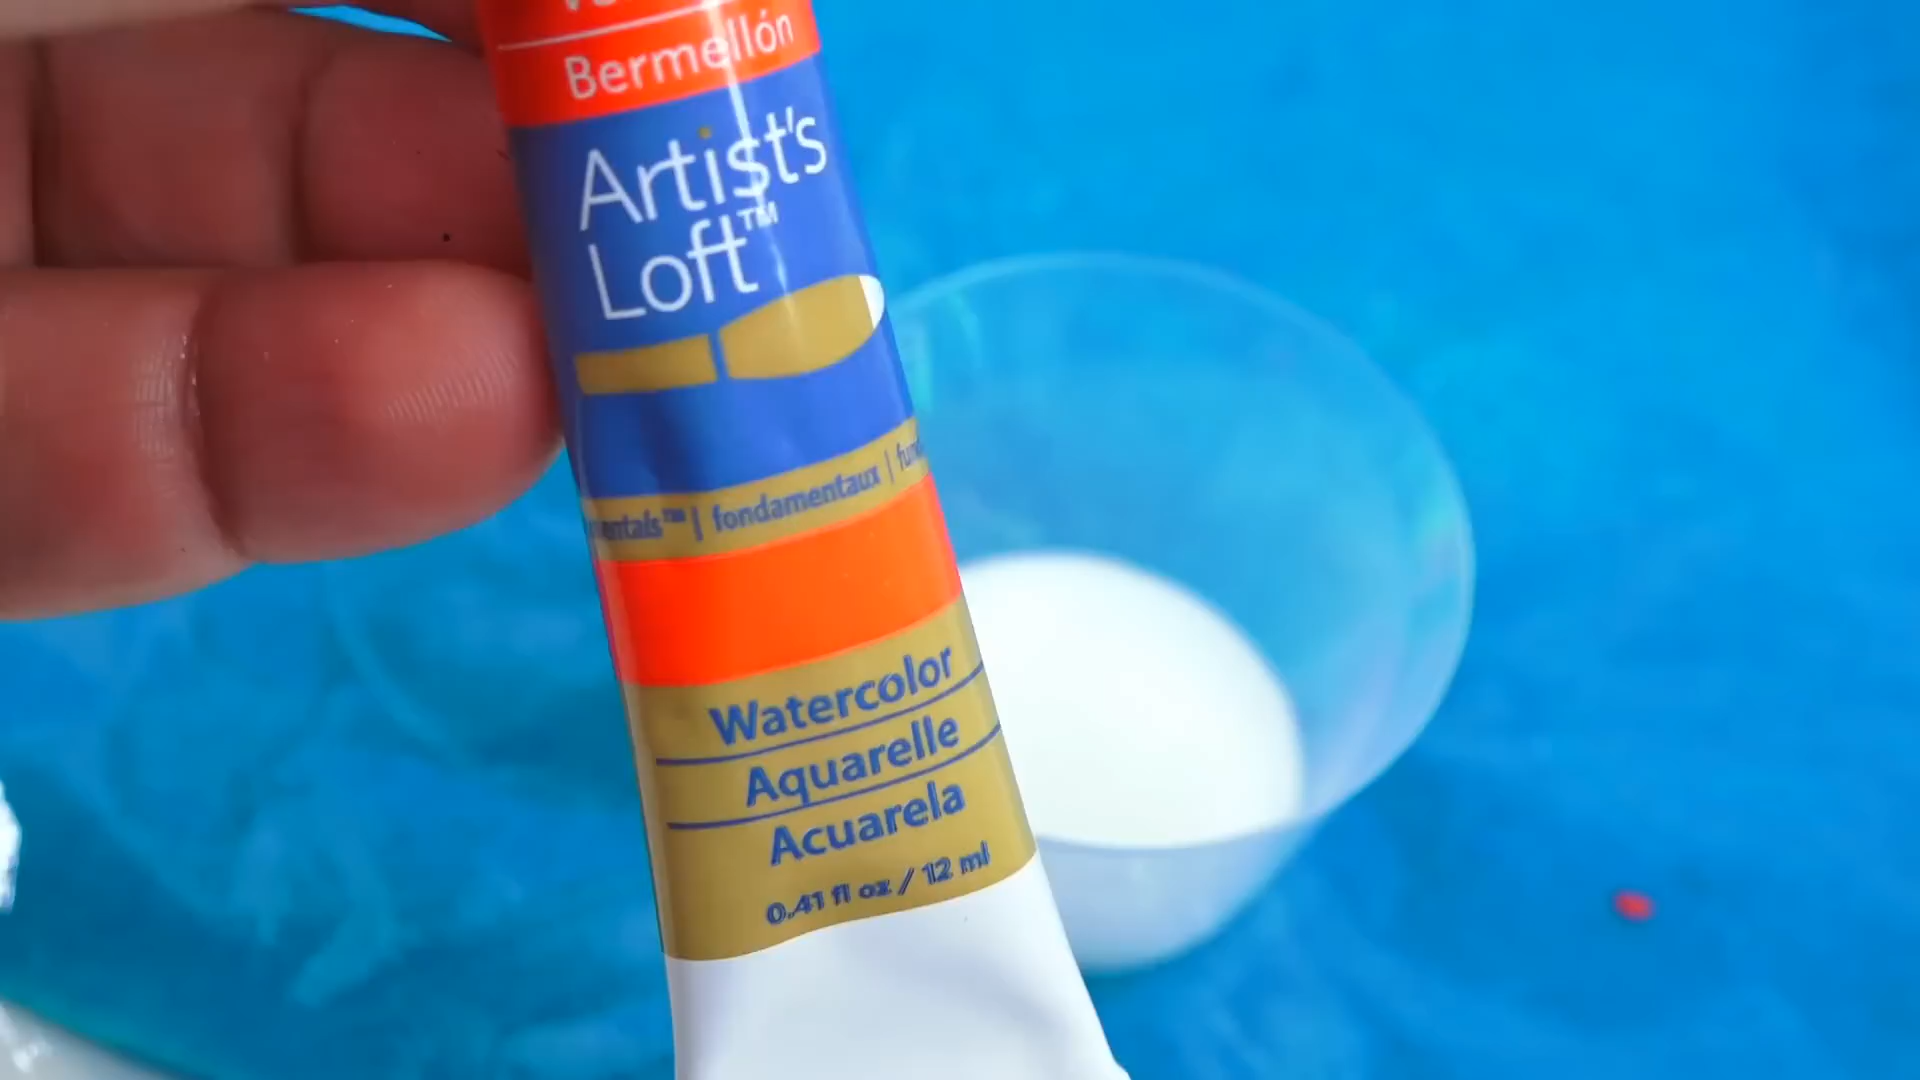 Bermellón
Artist's
Loft™
fondamentaux |
Watercolor
Aquarelle
Acuarela
0.41 fl oz / 12 ml